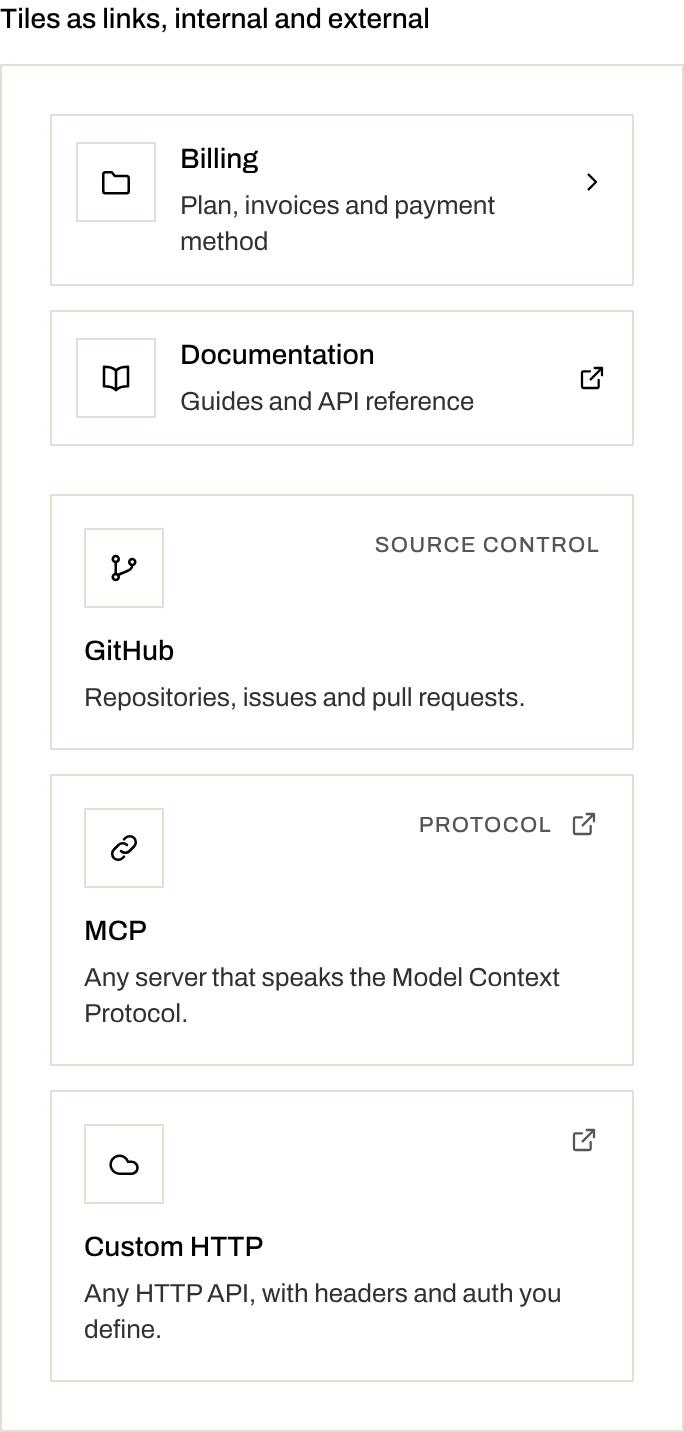 Tiles as links, internal and external
Billing
Plan, invoices and payment
method
Documentation
Guides and API reference
SOURCE CONTROL
GitHub
Repositories, issues and pull requests.
PROTOCOL
MCP
Any server that speaks the Model Context
Protocol.
Custom HTTP
Any HTTP API, with headers and auth you
define.